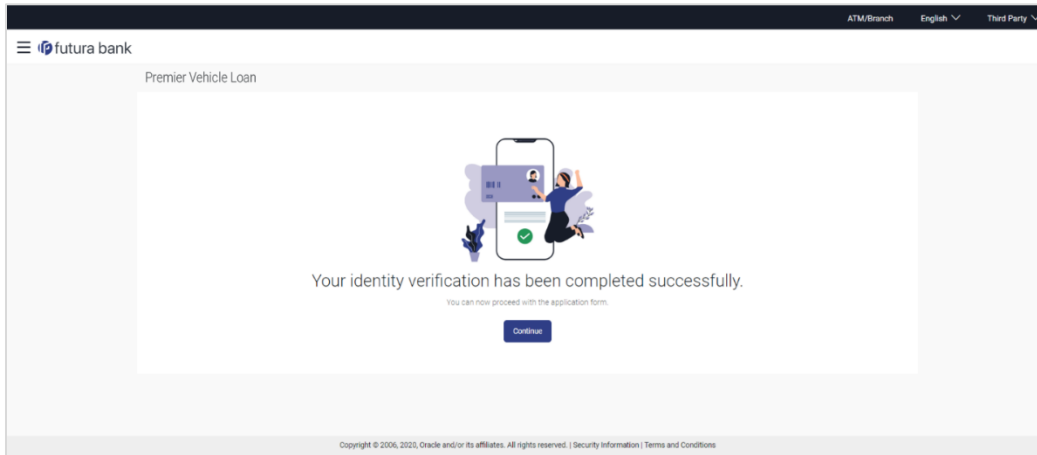 ATM/Branch English Third Party
futura bank
Premier Vehicle Loan
Your identity verification has been completed successfully.
You can now proceed with the application form.
Continue
Copyright © 2006, 2020, Oracle and/or its affiliates. All rights reserved. | Security Information | Terms and Conditions